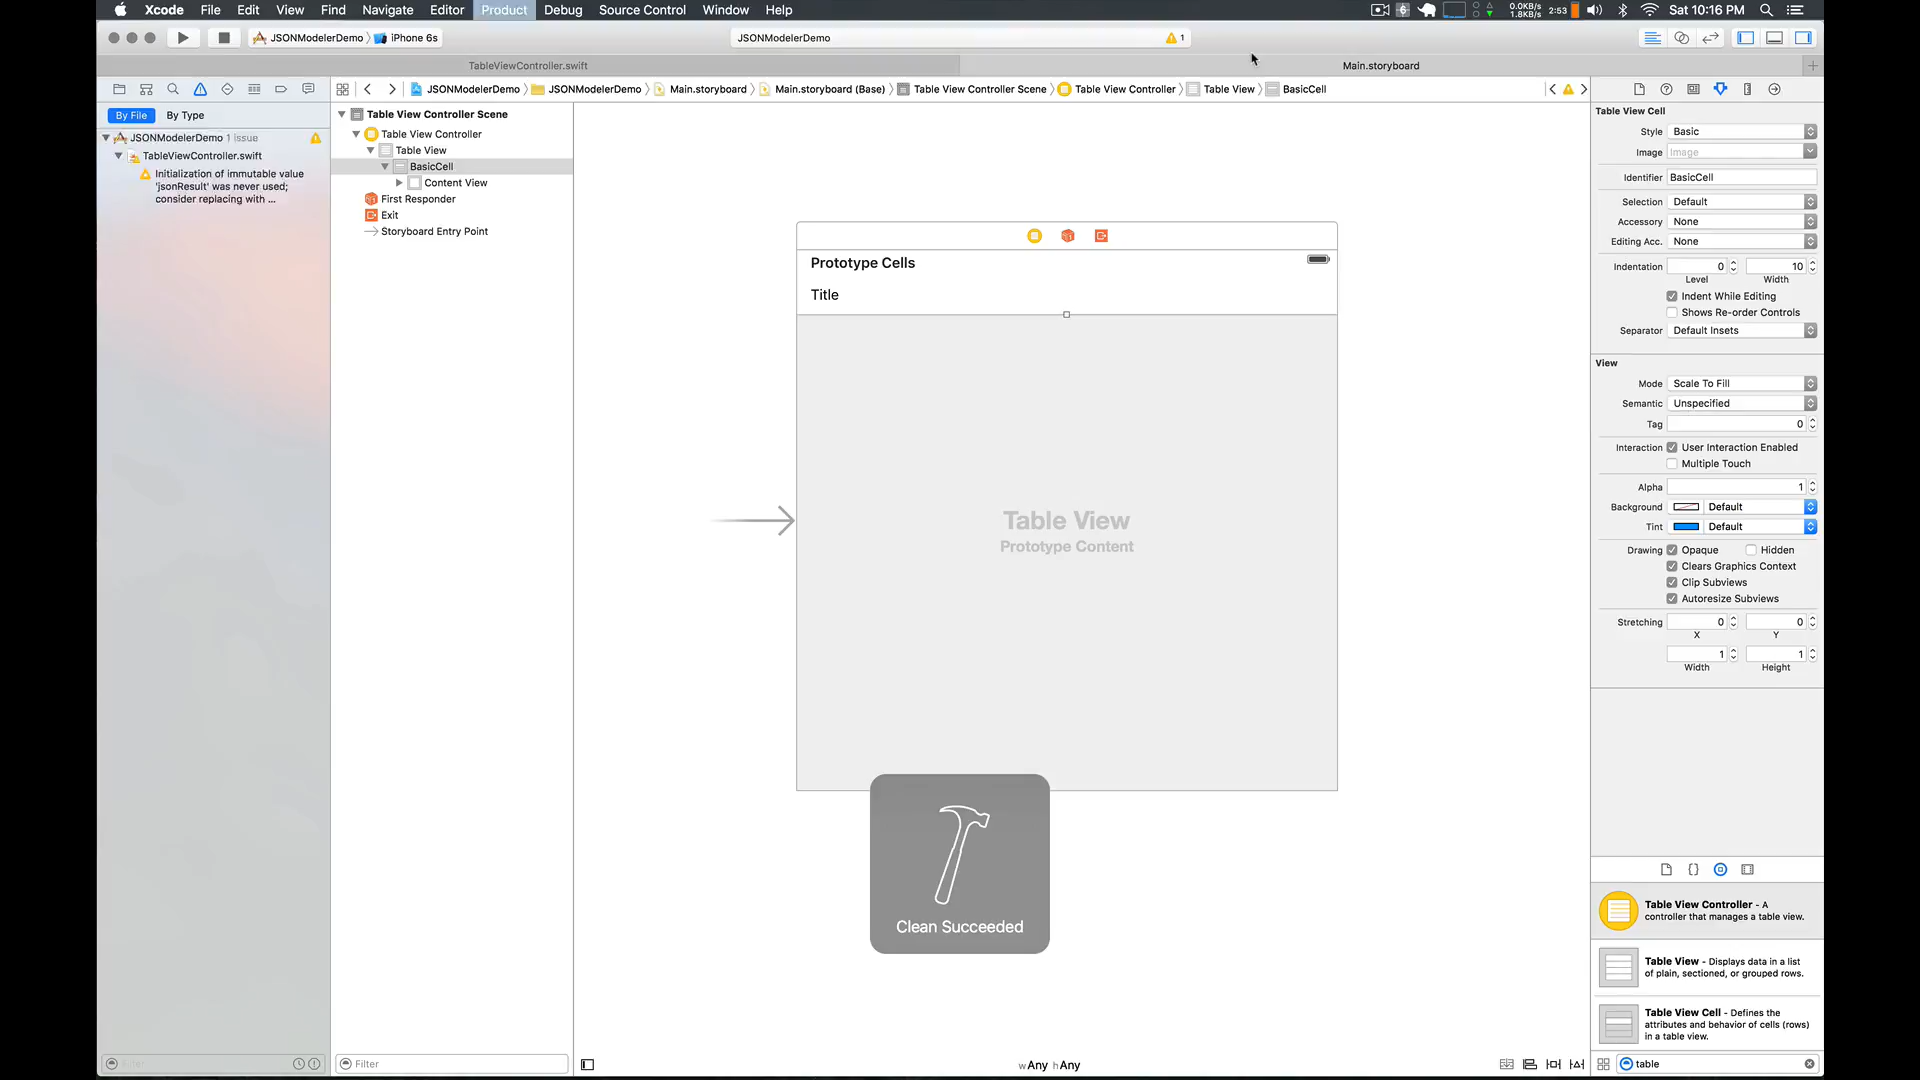 Xcode File Edit View Find Navigate Editor Product Debug Source Control Window Help
0.0KB/s
1.8KB/s
2:53
Sat 10:16 PM
JSONModelerDemo iPhone 6s
JSONModelerDemo
1
TableViewController.swift
Main.storyboard
JSONModelerDemo JSONModelerDemo Main.storyboard Main.storyboard (Base) Table View Controller Scene Table View Controller Table View BasicCell
By File By Type
JSONModelerDemo 1 issue
TableViewController.swift
Initialization of immutable value
'jsonResult' was never used;
consider replacing with ...
Filter
Table View Controller Scene
Table View Controller
Table View
BasicCell
Content View
First Responder
Exit
Storyboard Entry Point
Filter
Prototype Cells
Title
Table View
Prototype Content
Clean Succeeded
wAny hAny
Table View Cell
Style Basic
Image Image
Identifier BasicCell
Selection Default
Accessory None
Editing Acc. None
Indentation 0 10
Level Width
Indent While Editing
Shows Re-order Controls
Separator Default Insets
View
Mode Scale To Fill
Semantic Unspecified
Tag 0
Interaction User Interaction Enabled
Multiple Touch
Alpha 1
Background Default
Tint Default
Drawing Opaque Hidden
Clears Graphics Context
Clip Subviews
Autoresize Subviews
Stretching 0 0
X Y
1 1
Width Height
Table View Controller - A
controller that manages a table view.
Table View - Displays data in a list
of plain, sectioned, or grouped rows.
Table View Cell - Defines the
attributes and behavior of cells (rows)
in a table view.
table